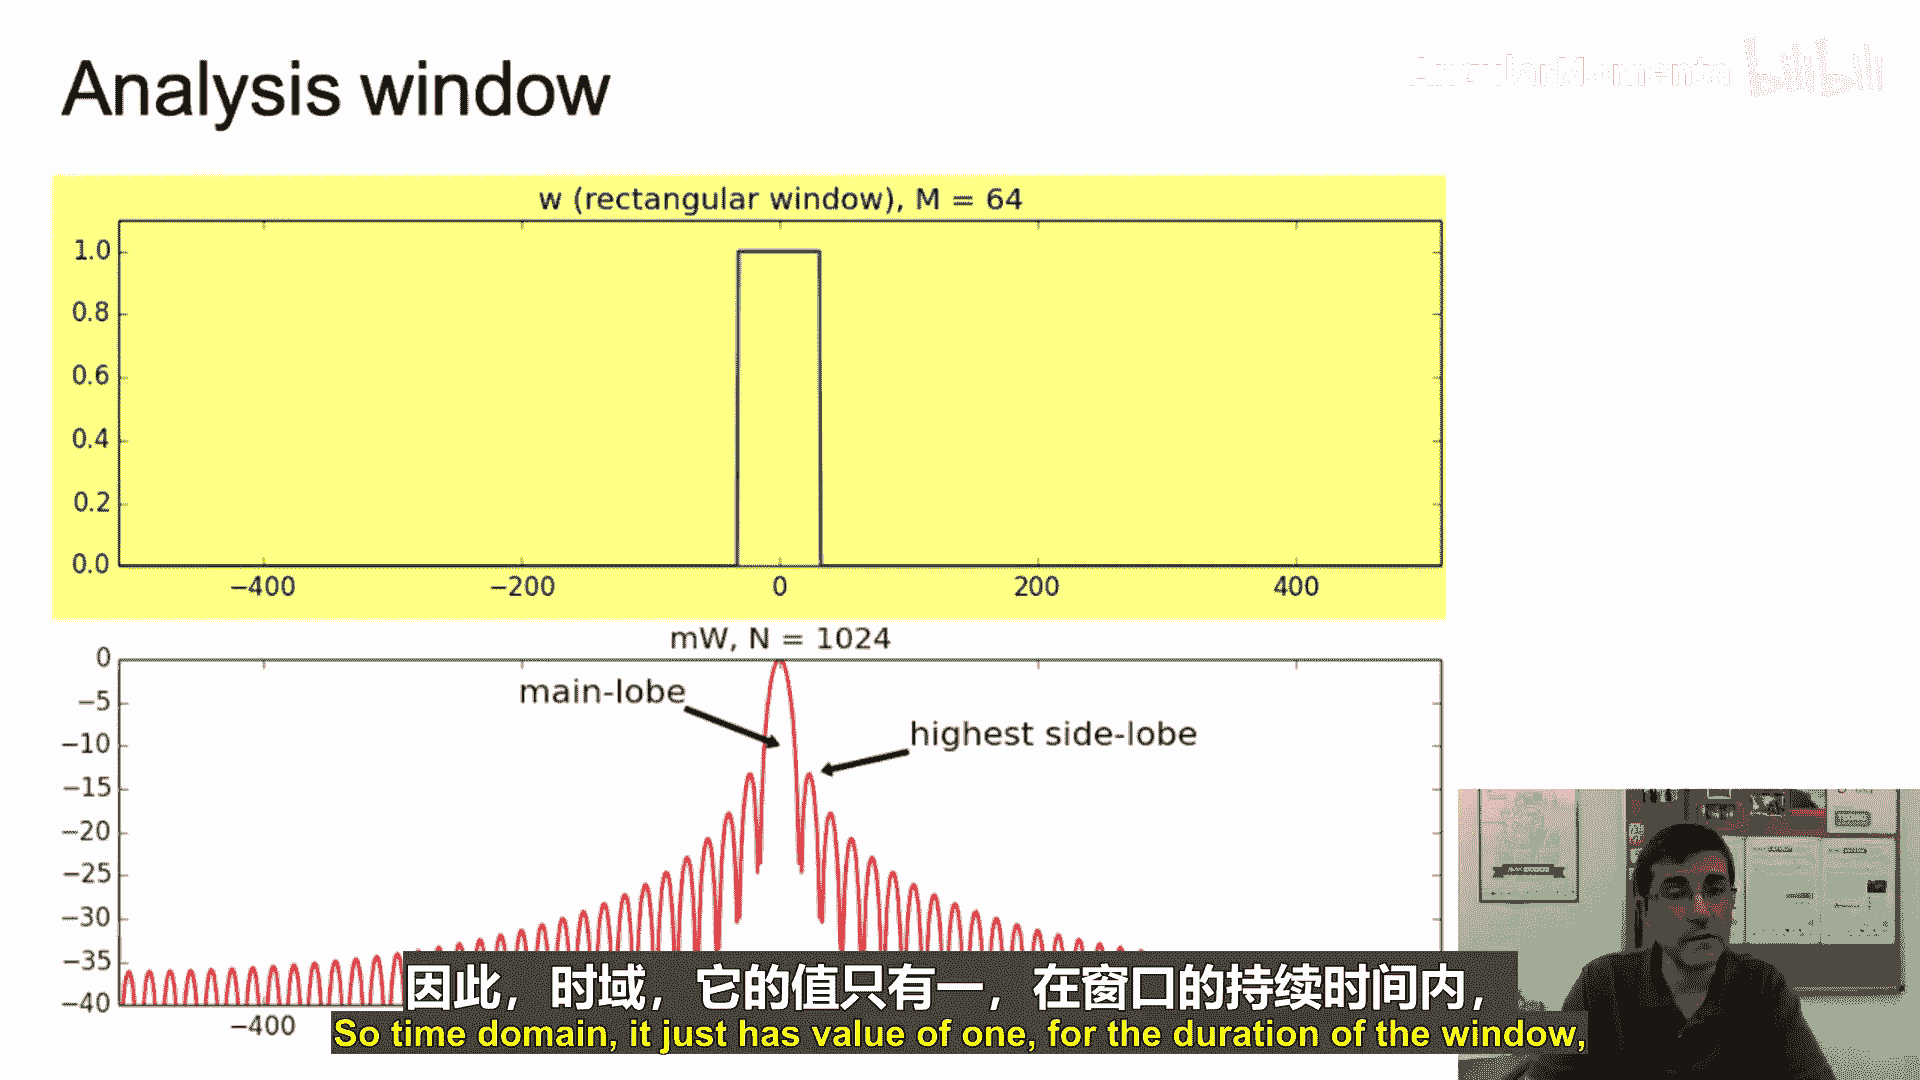 Analysis window
bilibili
w (rectangular window), M = 64
1.0
0.8
0.6
0.4
0.2
0.0
−400 −200 0 200 400
mW, N = 1024
0
−5
−10
−15
−20
−25
−30
−35
−40
main-lobe
highest side-lobe
−400
因此，时域，它的值只有一，在窗口的持续时间内，
So time domain, it just has value of one, for the duration of the window,